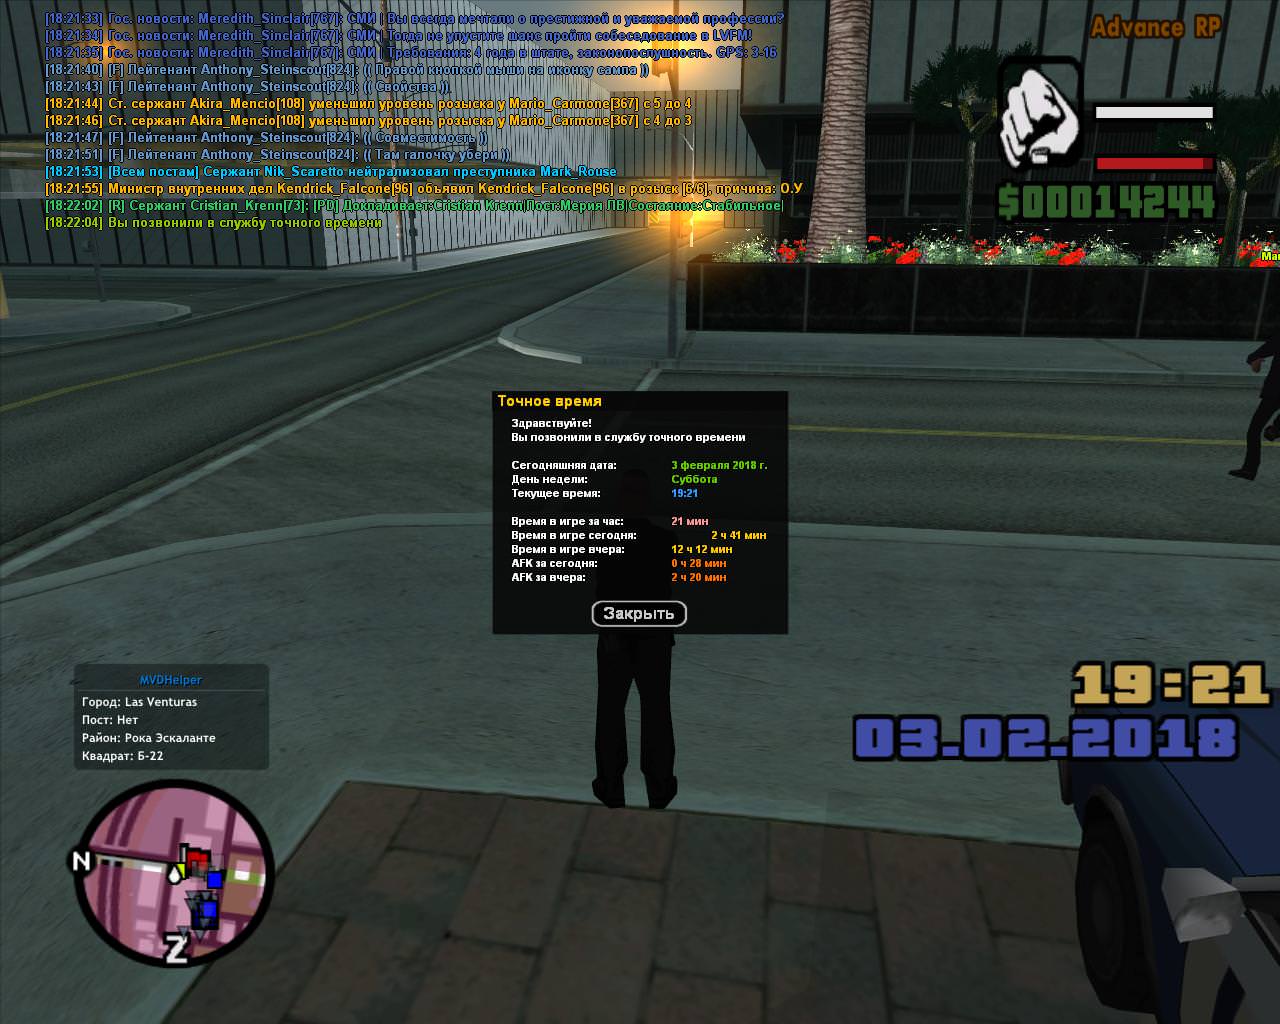 [18:21:33] Гос. новости: Meredith_Sinclair[767]: СМИ | Вы всегда мечтали о престижной и уважаемой профессии?
[18:21:34] Гос. новости: Meredith_Sinclair[767]: СМИ | Тогда не упустите шанс пройти собеседование в LVFM!
[18:21:35] Гос. новости: Meredith_Sinclair[767]: СМИ | Требования: 4 года в штате, законопослушность. GPS: 3-16
[18:21:40] [F] Лейтенант Anthony_Steinscout[824]: (( Правой кнопкой мыши на иконку сампа ))
[18:21:43] [F] Лейтенант Anthony_Steinscout[824]: (( Свойства ))
[18:21:44] Ст. сержант Akira_Mencio[108] уменьшил уровень розыска у Mario_Carmone[367] с 5 до 4
[18:21:46] Ст. сержант Akira_Mencio[108] уменьшил уровень розыска у Mario_Carmone[367] с 4 до 3
[18:21:47] [F] Лейтенант Anthony_Steinscout[824]: (( Совместимость ))
[18:21:51] [F] Лейтенант Anthony_Steinscout[824]: (( Там галочку убери ))
[18:21:53] [Всем постам] Сержант Nik_Scaretto нейтрализовал преступника Mark_Rouse
[18:21:55] Министр внутренних дел Kendrick_Falcone[96] объявил Kendrick_Falcone[96] в розыск [6/6], причина: О.У
[18:22:02] [R] Сержант Cristian_Krenn[73]: [PD] Докладивает:Cristian Krenn|Пост:Мерия ЛВ|Состаяние:Стабильное|
[18:22:04] Вы позвонили в службу точного времени
Advance RP
$00014244
Ма
Точное время
Здравствуйте!
Вы позвонили в службу точного времени
Сегодняшняя дата: 3 февраля 2018 г.
День недели: Суббота
Текущее время: 19:21
Время в игре за час: 21 мин
Время в игре сегодня: 2 ч 41 мин
Время в игре вчера: 12 ч 12 мин
AFK за сегодня: 0 ч 28 мин
AFK за вчера: 2 ч 20 мин
Закрыть
19:21
03.02.2018
MVDHelper
Город: Las Venturas
Пост: Нет
Район: Рока Эскаланте
Квадрат: Б-22
N
Z